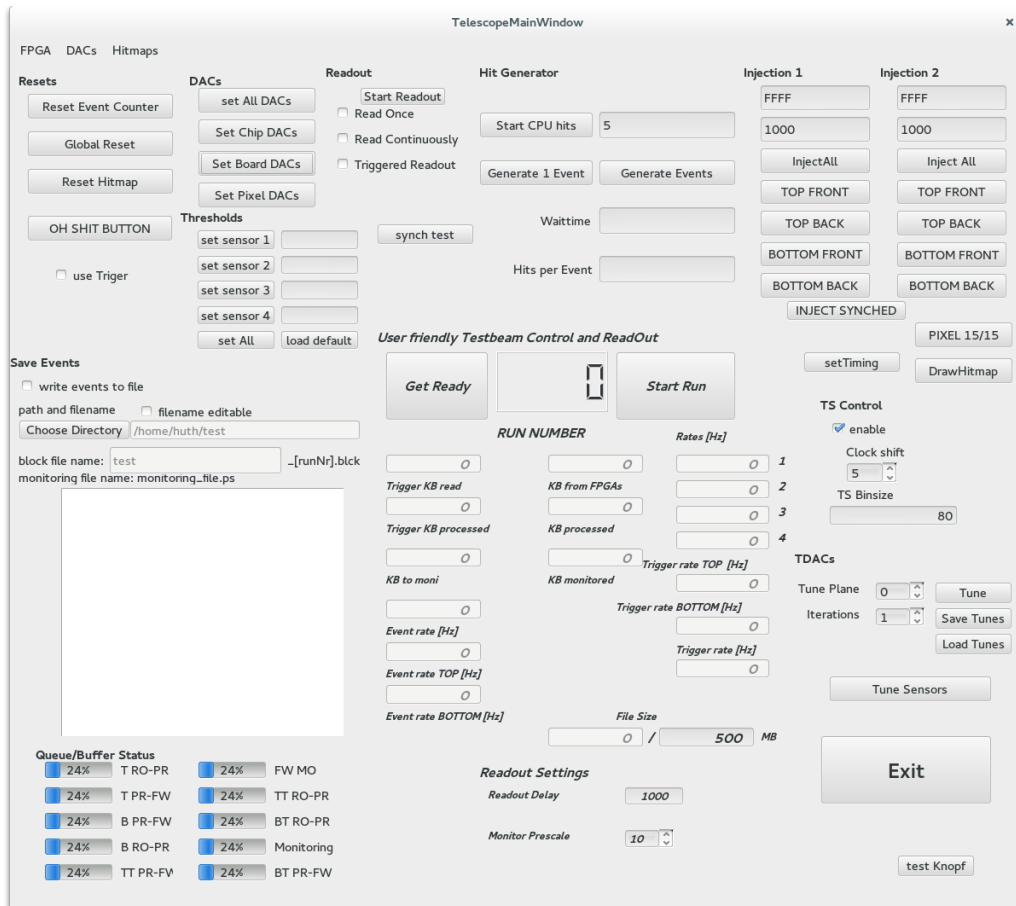 TelescopeMainWindow
FPGA DACs Hitmaps
Resets
Reset Event Counter
Global Reset
Reset Hitmap
OH SHIT BUTTON
use Triger
DACs
set All DACs
Set Chip DACs
Set Board DACs
Set Pixel DACs
Thresholds
set sensor 1
set sensor 2
set sensor 3
set sensor 4
set All load default
Readout
Start Readout
Read Once
Read Continuously
Triggered Readout
synch test
Hit Generator
Start CPU hits 5
Generate 1 Event Generate Events
Waittime
Hits per Event
Injection 1
FFFF
1000
InjectAll
TOP FRONT
TOP BACK
BOTTOM FRONT
BOTTOM BACK
Injection 2
FFFF
1000
Inject All
TOP FRONT
TOP BACK
BOTTOM FRONT
BOTTOM BACK
INJECT SYNCHED
PIXEL 15/15
setTiming
DrawHitmap
Save Events
write events to file
path and filename filename editable
Choose Directory /home/huth/test
block file name: test _[runNr].blck
monitoring file name: monitoring_file.ps
User friendly Testbeam Control and ReadOut
Get Ready 0 Start Run
RUN NUMBER
Rates [Hz]
0 0 0 1
Trigger KB read KB from FPGAs 0 2
0 0 0 3
Trigger KB processed KB processed 0 4
0 0 Trigger rate TOP [Hz]
KB to moni KB monitored 0
0 Trigger rate BOTTOM [Hz]
Event rate [Hz] 0
0 Trigger rate [Hz]
Event rate TOP [Hz] 0
0
Event rate BOTTOM [Hz] File Size
0 / 500 MB
TS Control
enable
Clock shift
5
TS Binsize
80
TDACs
Tune Plane 0 Tune
Iterations 1 Save Tunes
Load Tunes
Tune Sensors
Queue/Buffer Status
24% T RO-PR 24% FW MO
24% T PR-FW 24% TT RO-PR
24% B PR-FW 24% BT RO-PR
24% B RO-PR 24% Monitoring
24% TT PR-FW 24% BT PR-FW
Readout Settings
Readout Delay 1000
Monitor Prescale 10
Exit
test Knopf